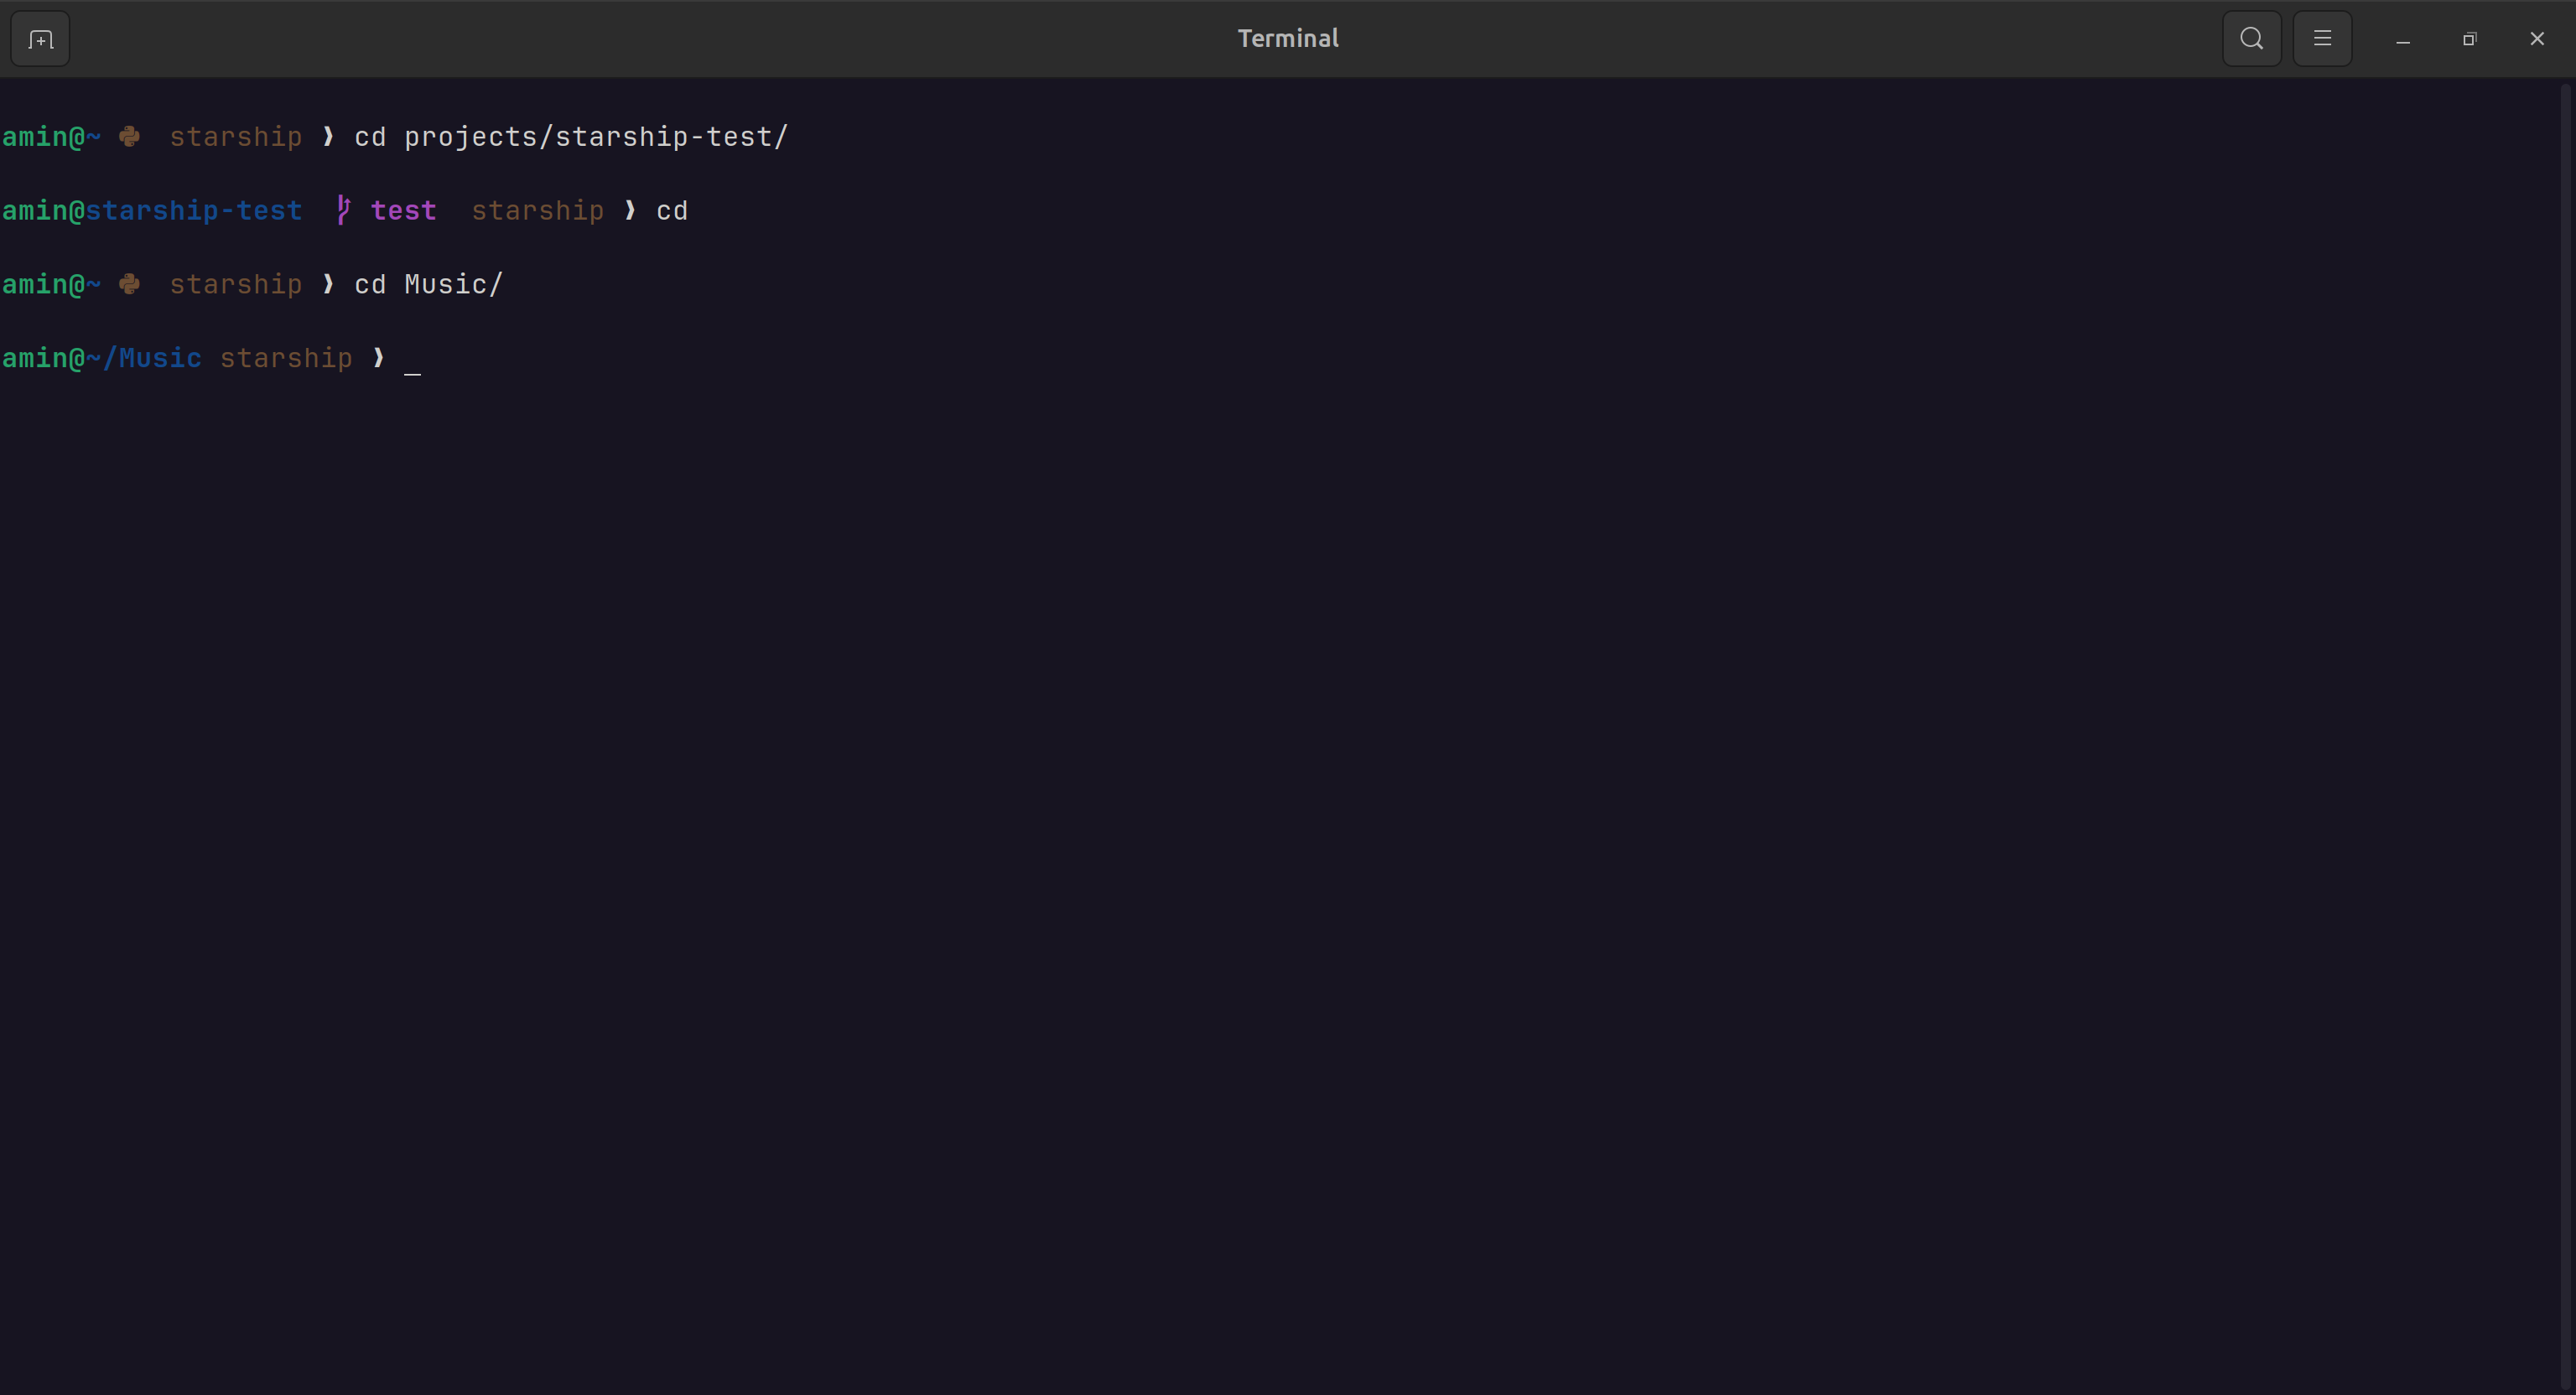 Terminal
amin@~ starship ❱ cd projects/starship-test/
amin@starship-test test starship ❱ cd
amin@~ starship ❱ cd Music/
amin@~/Music starship ❱ _